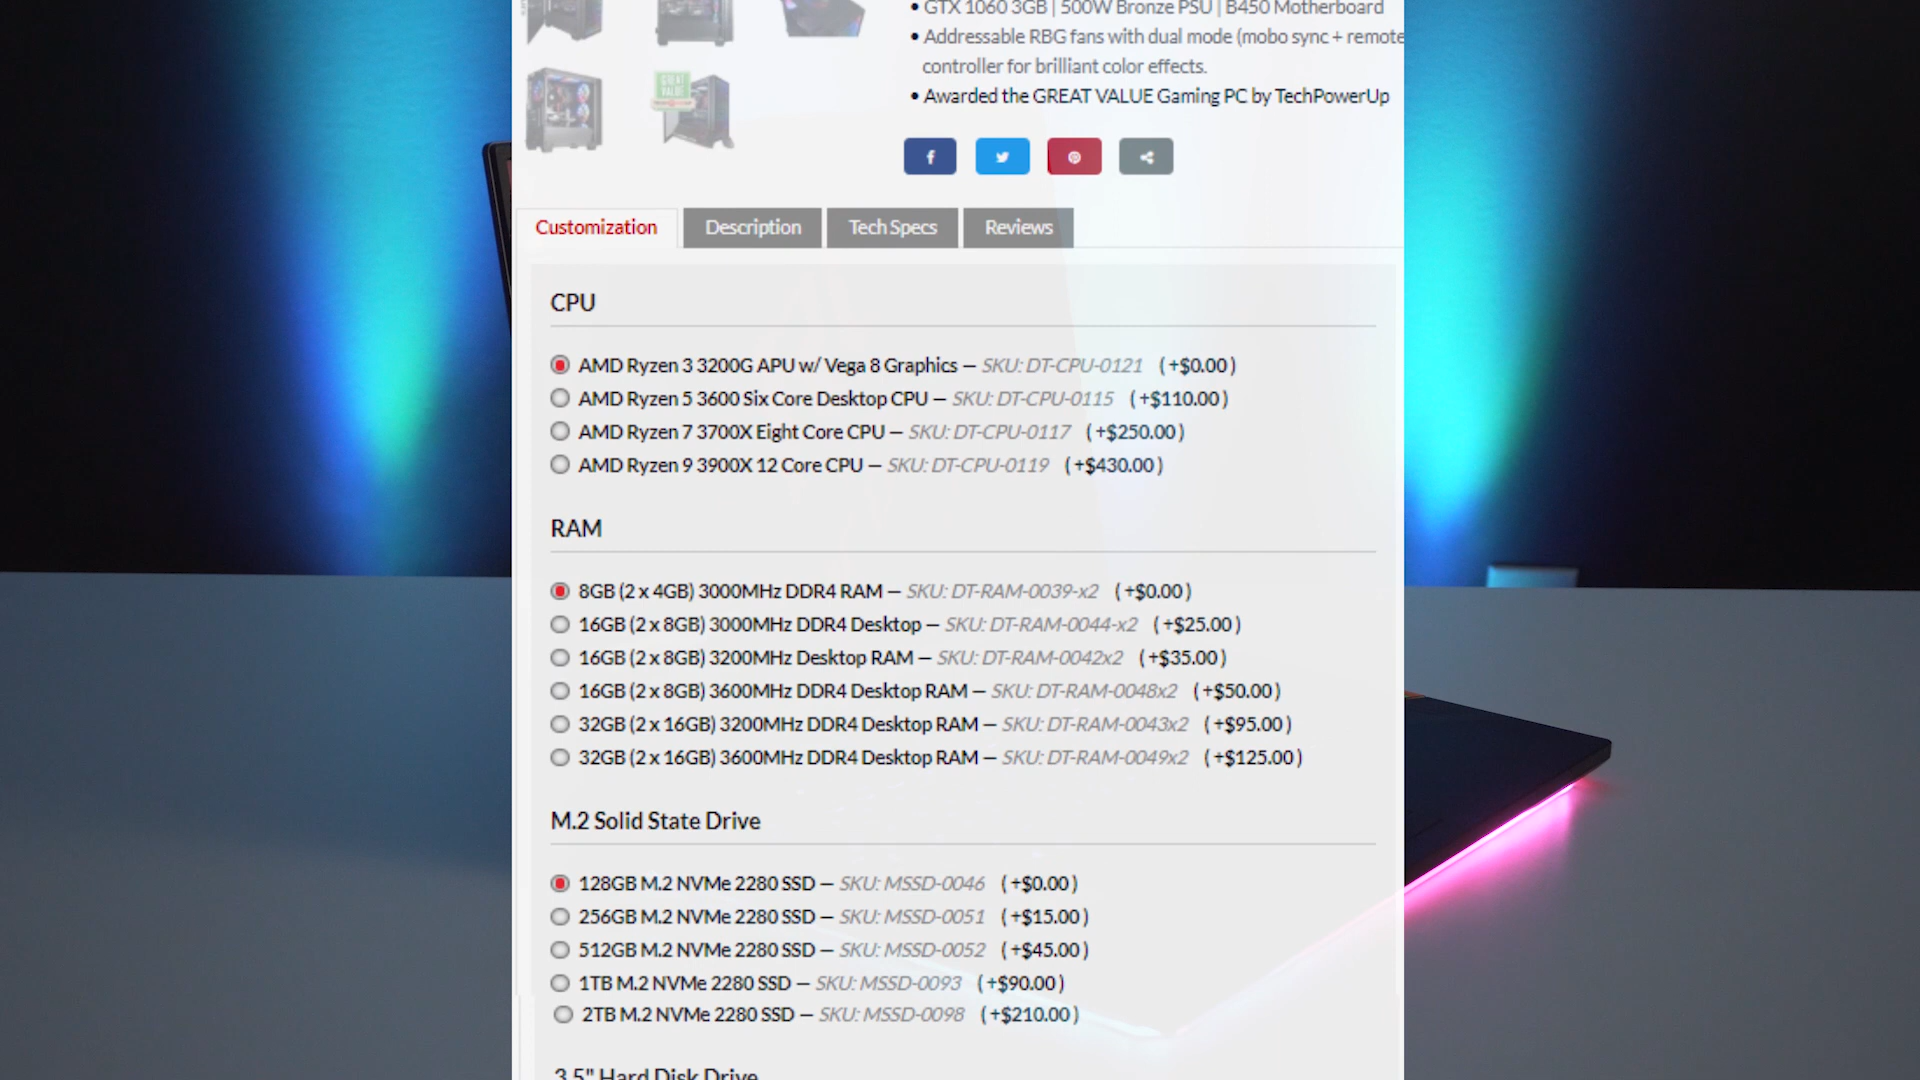 • GTX 1060 3GB | 500W Bronze PSU | B450 Motherboard
• Addressable RBG fans with dual mode (mobo sync + remote
controller for brilliant color effects.
• Awarded the GREAT VALUE Gaming PC by TechPowerUp
GREAT
VALUE
Customization
Description
Tech Specs
Reviews
CPU
AMD Ryzen 3 3200G APU w/ Vega 8 Graphics — SKU: DT-CPU-0121 (+$0.00)
AMD Ryzen 5 3600 Six Core Desktop CPU — SKU: DT-CPU-0115 (+$110.00)
AMD Ryzen 7 3700X Eight Core CPU — SKU: DT-CPU-0117 (+$250.00)
AMD Ryzen 9 3900X 12 Core CPU — SKU: DT-CPU-0119 (+$430.00)
RAM
8GB (2 x 4GB) 3000MHz DDR4 RAM — SKU: DT-RAM-0039-x2 (+$0.00)
16GB (2 x 8GB) 3000MHz DDR4 Desktop — SKU: DT-RAM-0044-x2 (+$25.00)
16GB (2 x 8GB) 3200MHz Desktop RAM — SKU: DT-RAM-0042x2 (+$35.00)
16GB (2 x 8GB) 3600MHz DDR4 Desktop RAM — SKU: DT-RAM-0048x2 (+$50.00)
32GB (2 x 16GB) 3200MHz DDR4 Desktop RAM — SKU: DT-RAM-0043x2 (+$95.00)
32GB (2 x 16GB) 3600MHz DDR4 Desktop RAM — SKU: DT-RAM-0049x2 (+$125.00)
M.2 Solid State Drive
128GB M.2 NVMe 2280 SSD — SKU: MSSD-0046 (+$0.00)
256GB M.2 NVMe 2280 SSD — SKU: MSSD-0051 (+$15.00)
512GB M.2 NVMe 2280 SSD — SKU: MSSD-0052 (+$45.00)
1TB M.2 NVMe 2280 SSD — SKU: MSSD-0093 (+$90.00)
2TB M.2 NVMe 2280 SSD — SKU: MSSD-0098 (+$210.00)
3.5" Hard Disk Drive